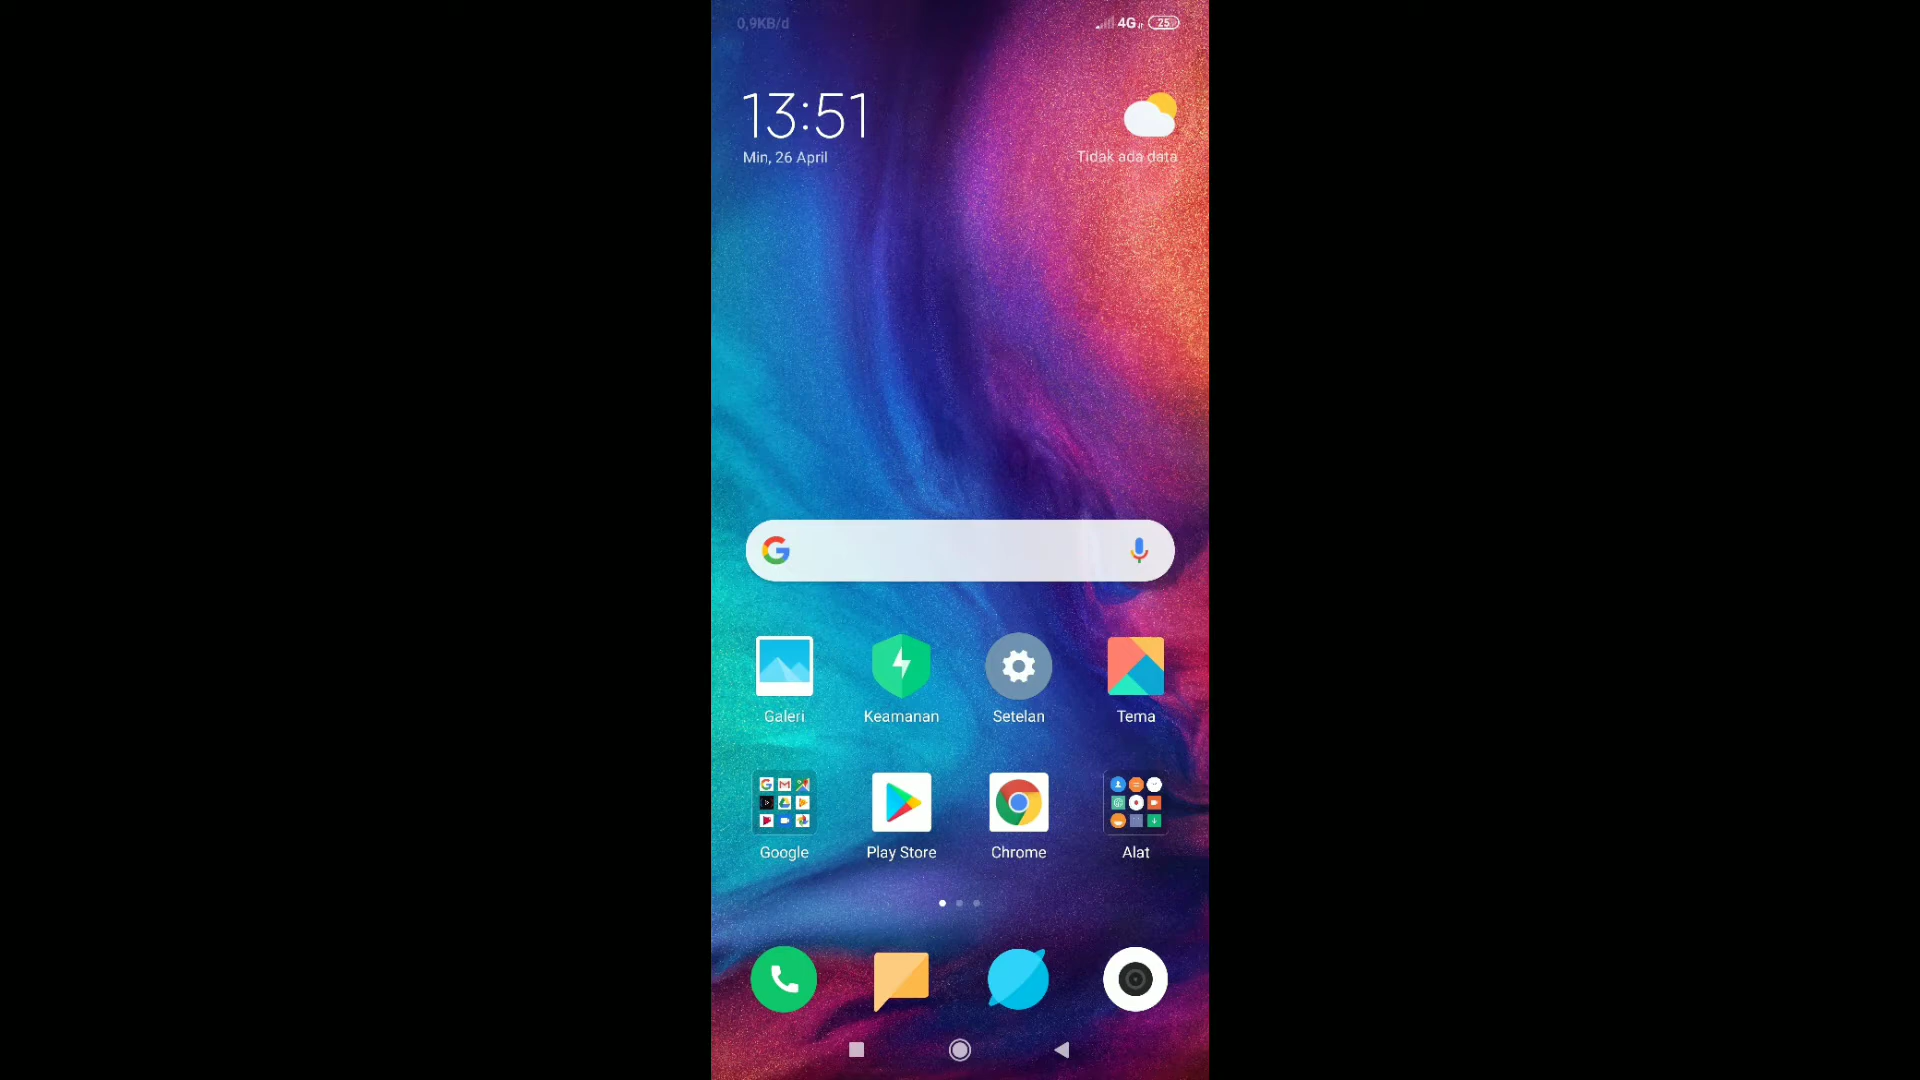 0,9KB/d
4G 25
13:51
Min, 26 April
Tidak ada data
Galeri Keamanan Setelan Tema
Google Play Store Chrome Alat